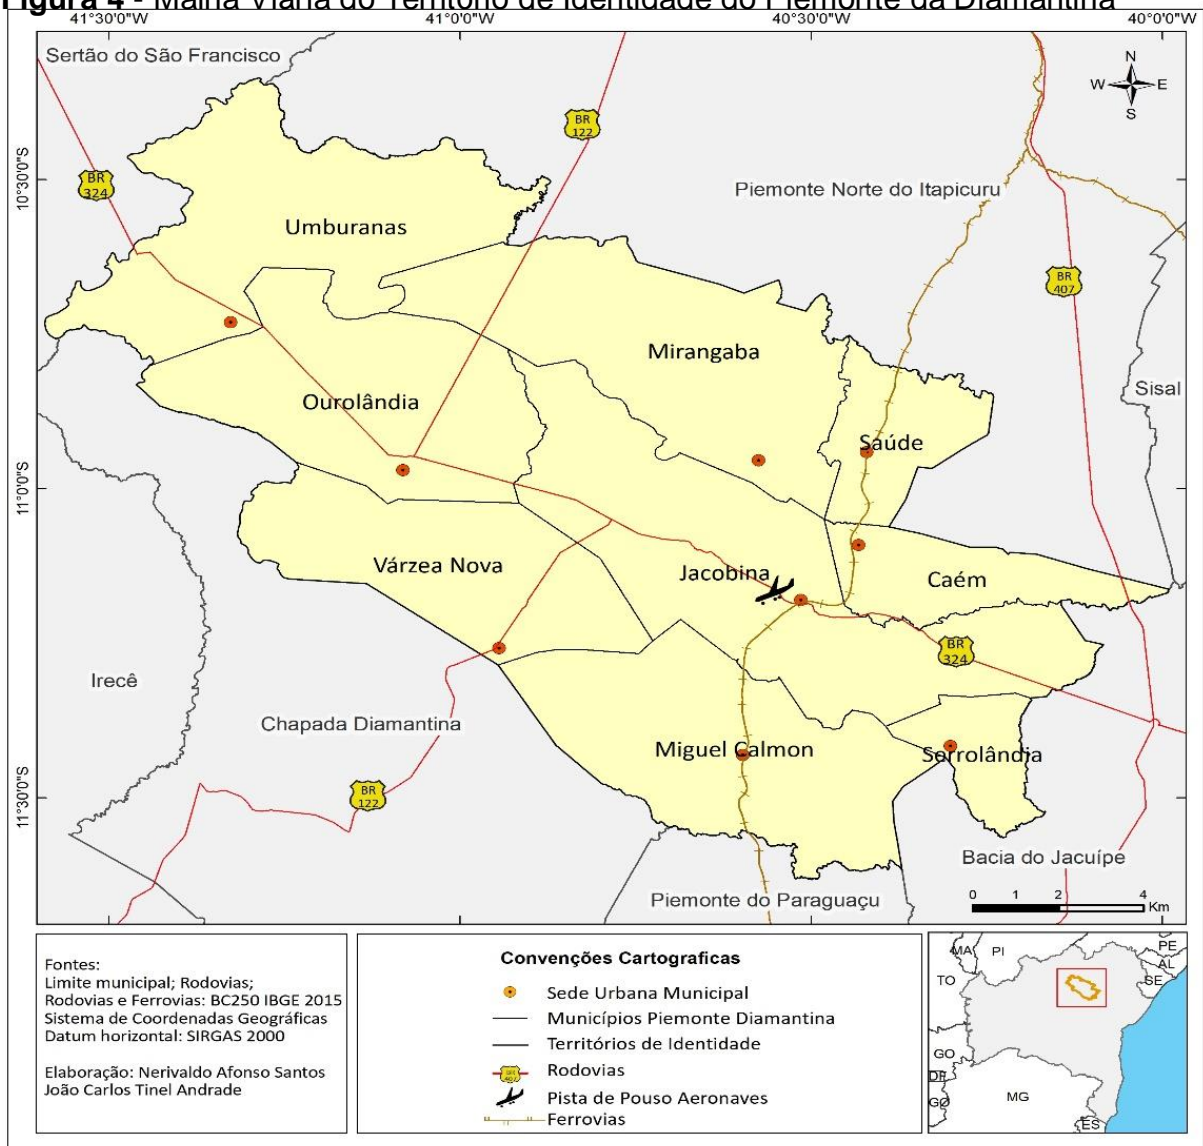 Figura 4 - Malha Viária do Território de Identidade do Piemonte da Diamantina
41°30'0"W 41°0'0"W 40°30'0"W 40°0'0"W
Sertão do São Francisco
N
W E
S
BR
122
10°30'0"S
BR
324
Piemonte Norte do Itapicuru
Umburanas
BR
407
Mirangaba
Sisal
Ourolândia
Saúde
11°0'0"S
Várzea Nova
Jacobina
Caém
BR
324
Irecê
Chapada Diamantina
Miguel Calmon
Serrolândia
11°30'0"S
BR
122
Bacia do Jacuípe
Piemonte do Paraguaçu
0 1 2 4
Km
Fontes:
Limite municipal; Rodovias;
Rodovias e Ferrovias: BC250 IBGE 2015
Sistema de Coordenadas Geográficas
Datum horizontal: SIRGAS 2000
Elaboração: Nerivaldo Afonso Santos
João Carlos Tinel Andrade
Convenções Cartograficas
Sede Urbana Municipal
Municípios Piemonte Diamantina
Territórios de Identidade
BR
407
Rodovias
Pista de Pouso Aeronaves
Ferrovias
MA PI PE
AL
TO SE
GO
DF
GO
MG
ES